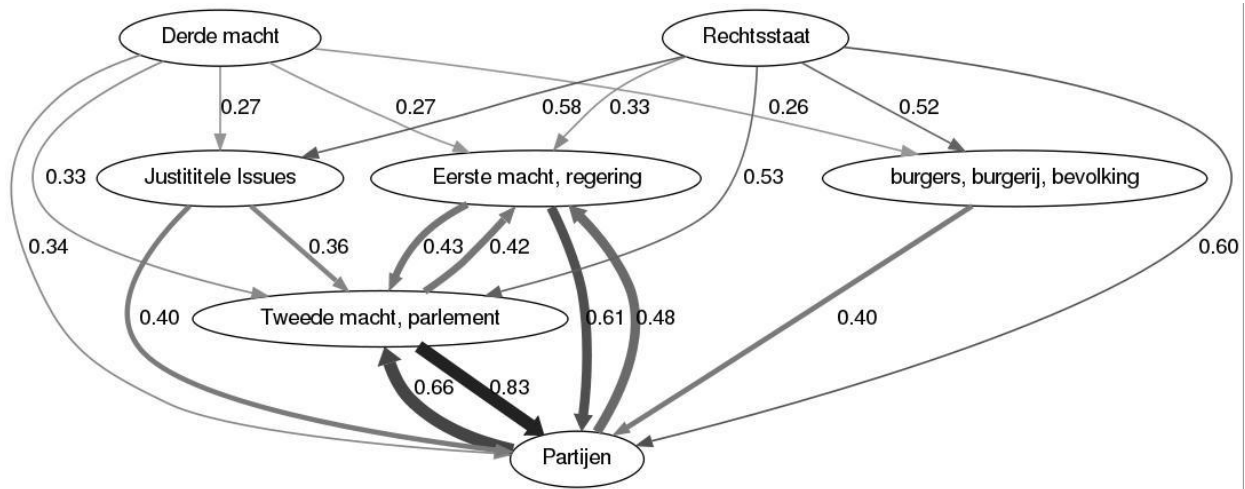 Derde macht
Rechtsstaat
0.27
0.27
0.58
0.33
0.26
0.52
0.33
Justititele Issues
Eerste macht, regering
0.53
burgers, burgerij, bevolking
0.34
0.36
0.43
0.42
0.60
0.40
Tweede macht, parlement
0.61
0.48
0.40
0.66
0.83
Partijen